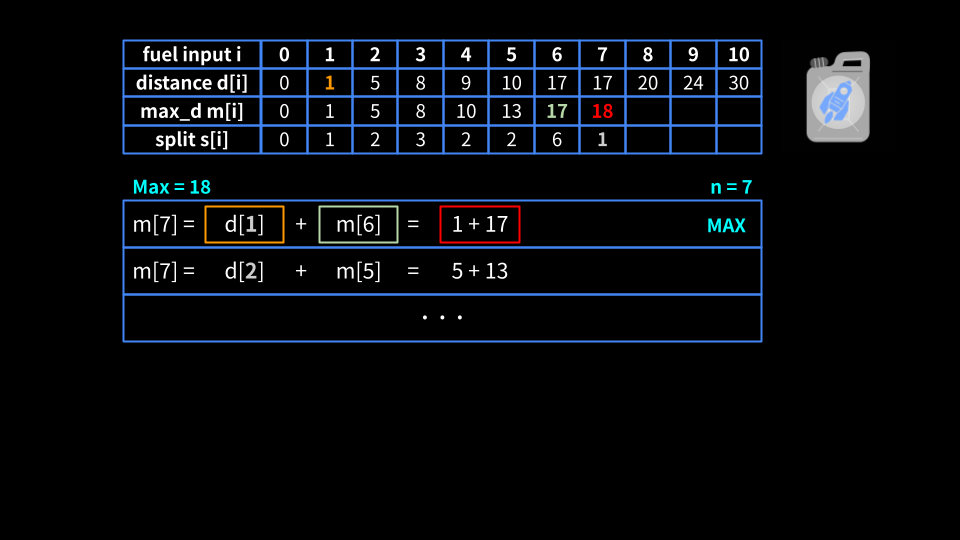 fuel input i 0 1 2 3 4 5 6 7 8 9 10
distance d[i] 0 1 5 8 9 10 17 17 20 24 30
max_d m[i] 0 1 5 8 10 13 17 18
split s[i] 0 1 2 3 2 2 6 1
Max = 18 n = 7
m[7] = d[1] + m[6] = 1 + 17 MAX
m[7] = d[2] + m[5] = 5 + 13
. . .